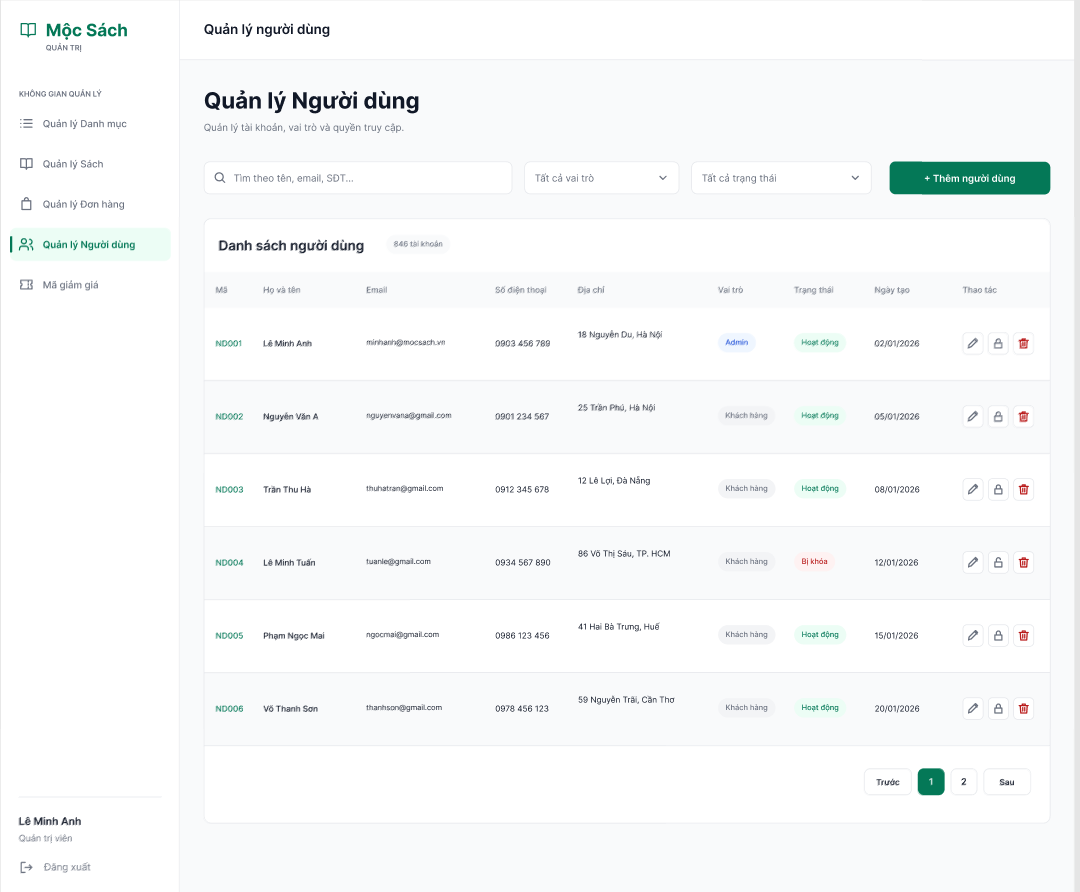 Mộc Sách
QUẢN TRỊ
KHÔNG GIAN QUẢN LÝ
Quản lý Danh mục
Quản lý Sách
Quản lý Đơn hàng
Quản lý Người dùng
Mã giảm giá
Lê Minh Anh
Quản trị viên
Đăng xuất
Quản lý người dùng
Quản lý Người dùng
Quản lý tài khoản, vai trò và quyền truy cập.
Tìm theo tên, email, SĐT...
Tất cả vai trò
Tất cả trạng thái
+ Thêm người dùng
Danh sách người dùng 846 tài khoản
Mã Họ và tên Email Số điện thoại Địa chỉ Vai trò Trạng thái Ngày tạo Thao tác
ND001 Lê Minh Anh minhanh@mocsach.vn 0903 456 789 18 Nguyễn Du, Hà Nội Admin Hoạt động 02/01/2026
ND002 Nguyễn Văn A nguyenvana@gmail.com 0901 234 567 25 Trần Phú, Hà Nội Khách hàng Hoạt động 05/01/2026
ND003 Trần Thu Hà thuhatran@gmail.com 0912 345 678 12 Lê Lợi, Đà Nẵng Khách hàng Hoạt động 08/01/2026
ND004 Lê Minh Tuấn tuanle@gmail.com 0934 567 890 86 Võ Thị Sáu, TP. HCM Khách hàng Bị khóa 12/01/2026
ND005 Phạm Ngọc Mai ngocmai@gmail.com 0986 123 456 41 Hai Bà Trưng, Huế Khách hàng Hoạt động 15/01/2026
ND006 Võ Thanh Sơn thanhson@gmail.com 0978 456 123 59 Nguyễn Trãi, Cần Thơ Khách hàng Hoạt động 20/01/2026
Trước 1 2 Sau